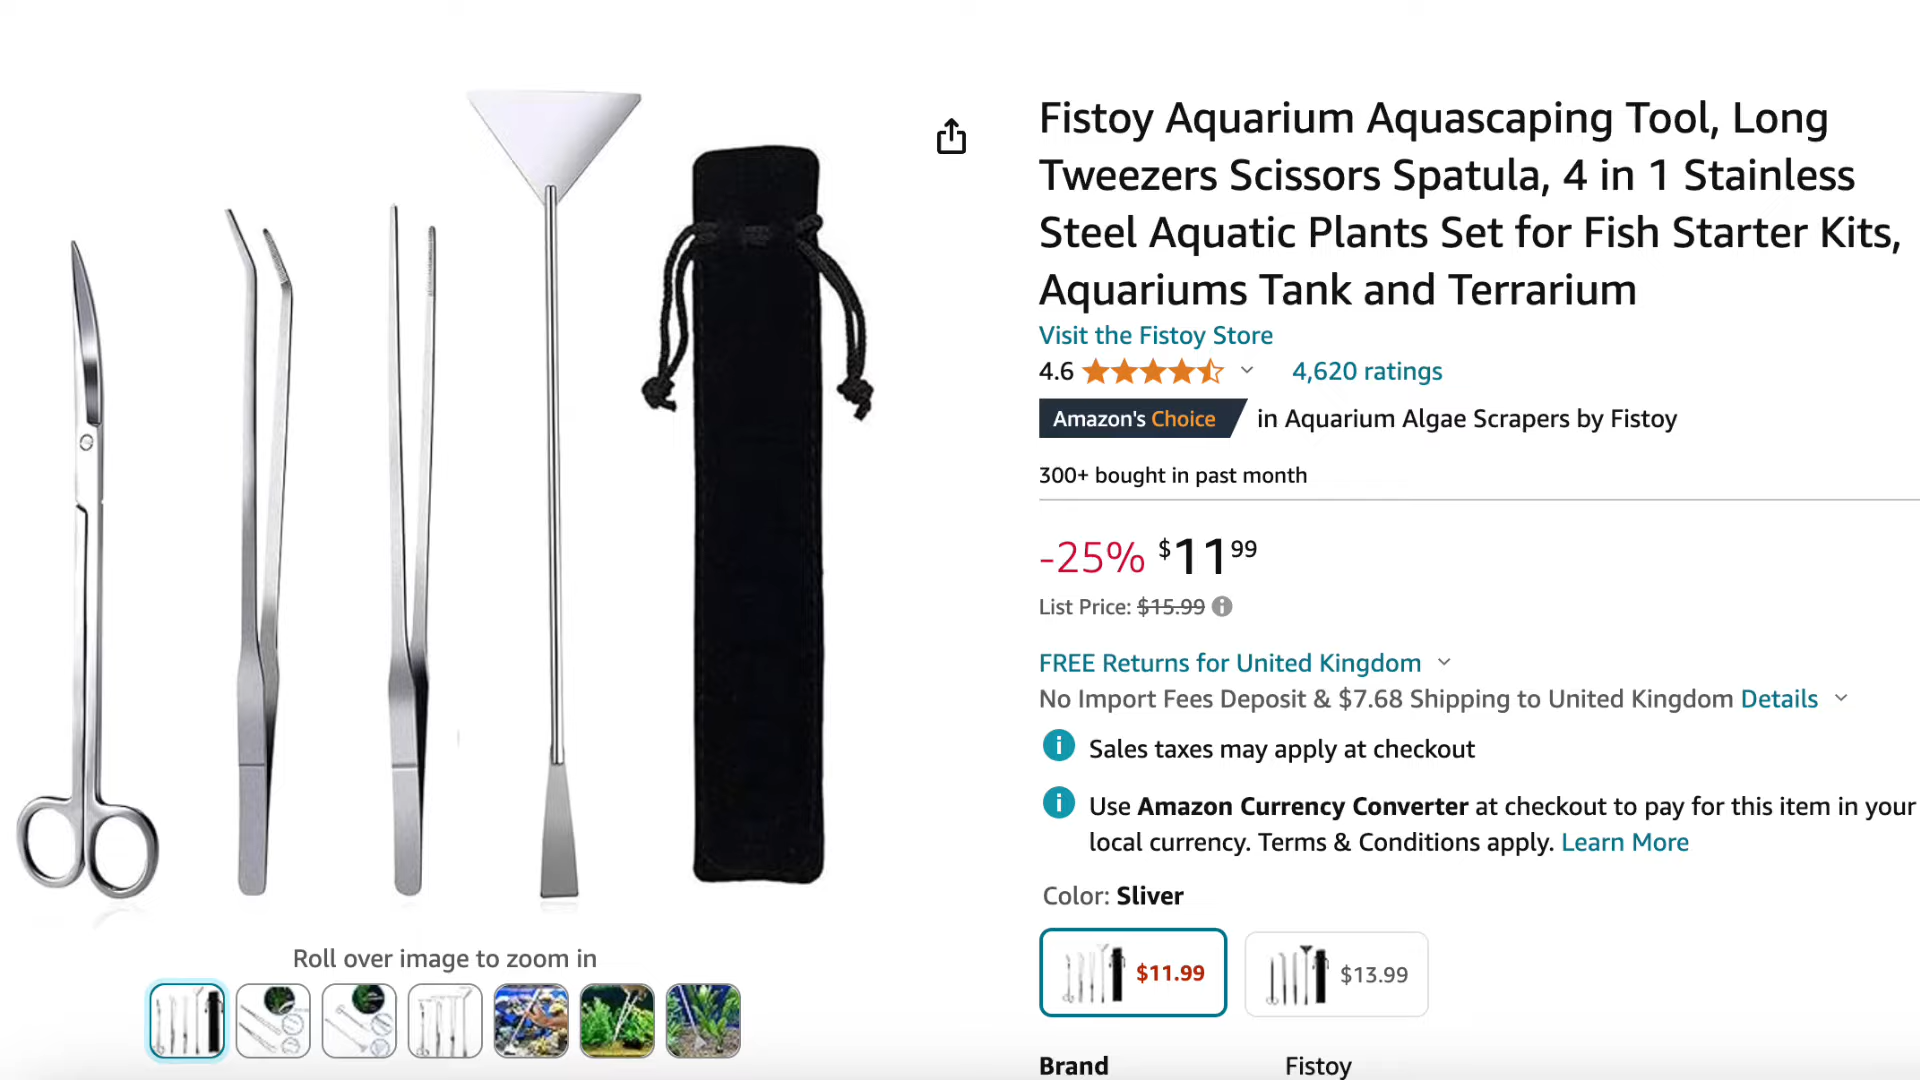 Fistoy Aquarium Aquascaping Tool, Long
Tweezers Scissors Spatula, 4 in 1 Stainless
Steel Aquatic Plants Set for Fish Starter Kits,
Aquariums Tank and Terrarium
Visit the Fistoy Store
4.6 4,620 ratings
Amazon's Choice in Aquarium Algae Scrapers by Fistoy
300+ bought in past month
-25% $11 99
List Price: $15.99
FREE Returns for United Kingdom
No Import Fees Deposit & $7.68 Shipping to United Kingdom Details
Sales taxes may apply at checkout
Use Amazon Currency Converter at checkout to pay for this item in your
local currency. Terms & Conditions apply. Learn More
Color: Sliver
$11.99 $13.99
Roll over image to zoom in
Brand Fistoy